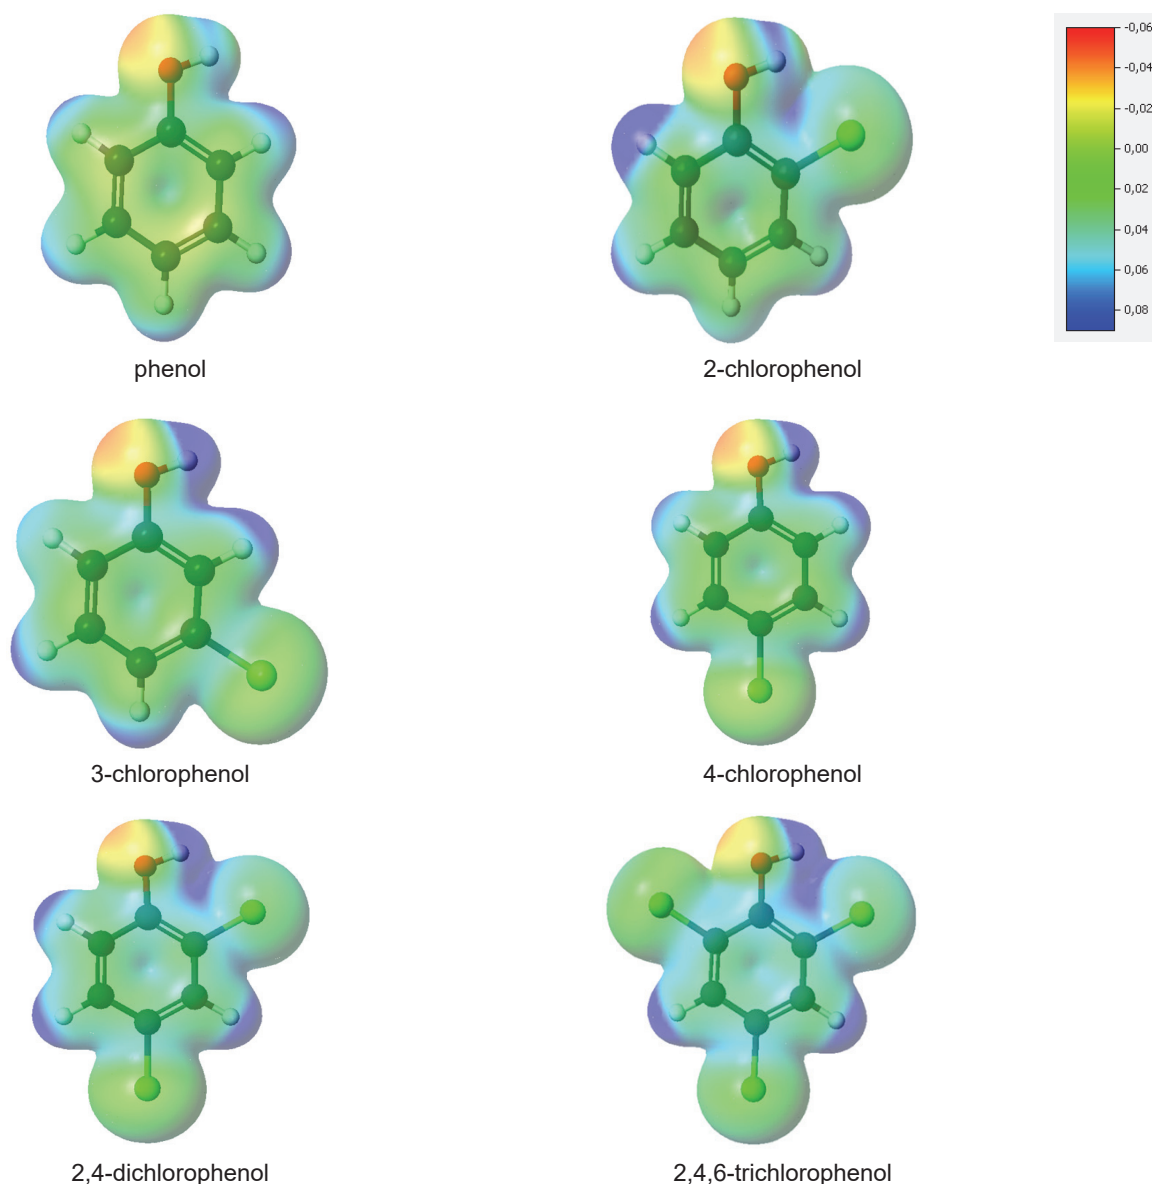 -0,06
-0,04
-0,02
0,00
0,02
0,04
0,06
0,08
phenol
2-chlorophenol
3-chlorophenol
4-chlorophenol
2,4-dichlorophenol
2,4,6-trichlorophenol